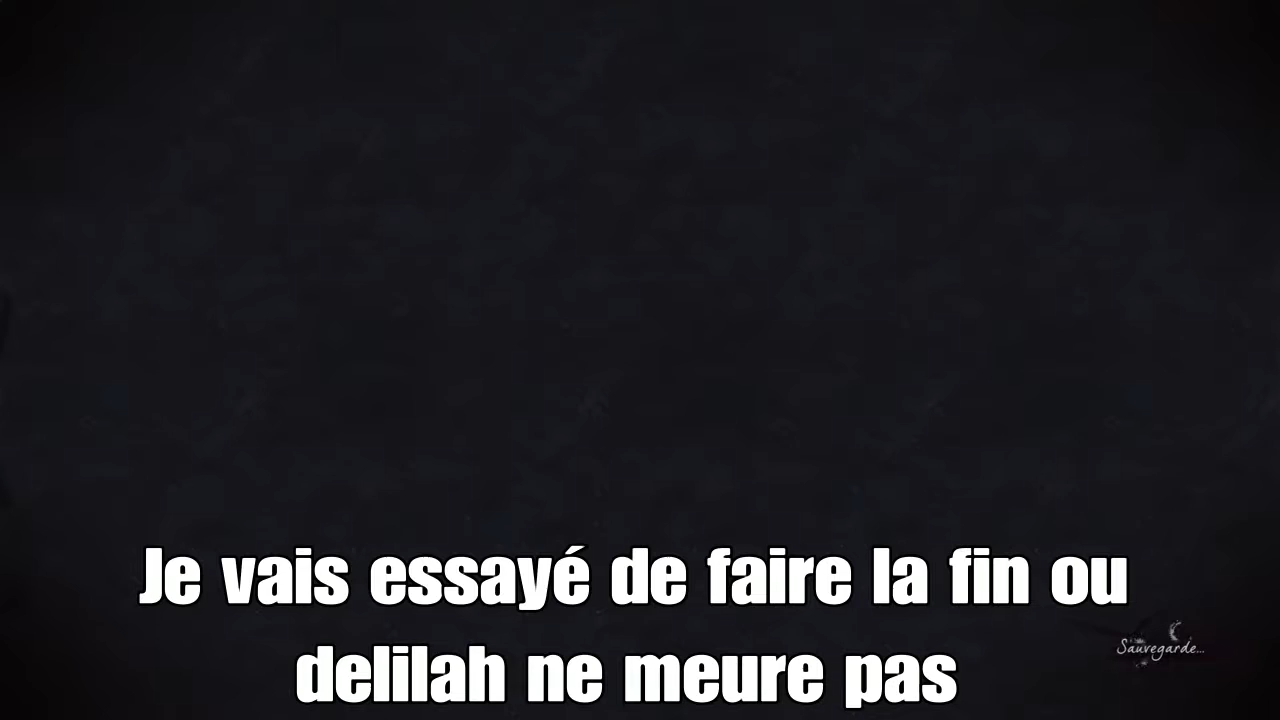 Je vais essayé de faire la fin ou
Sauvegarde...
delilah ne meure pas